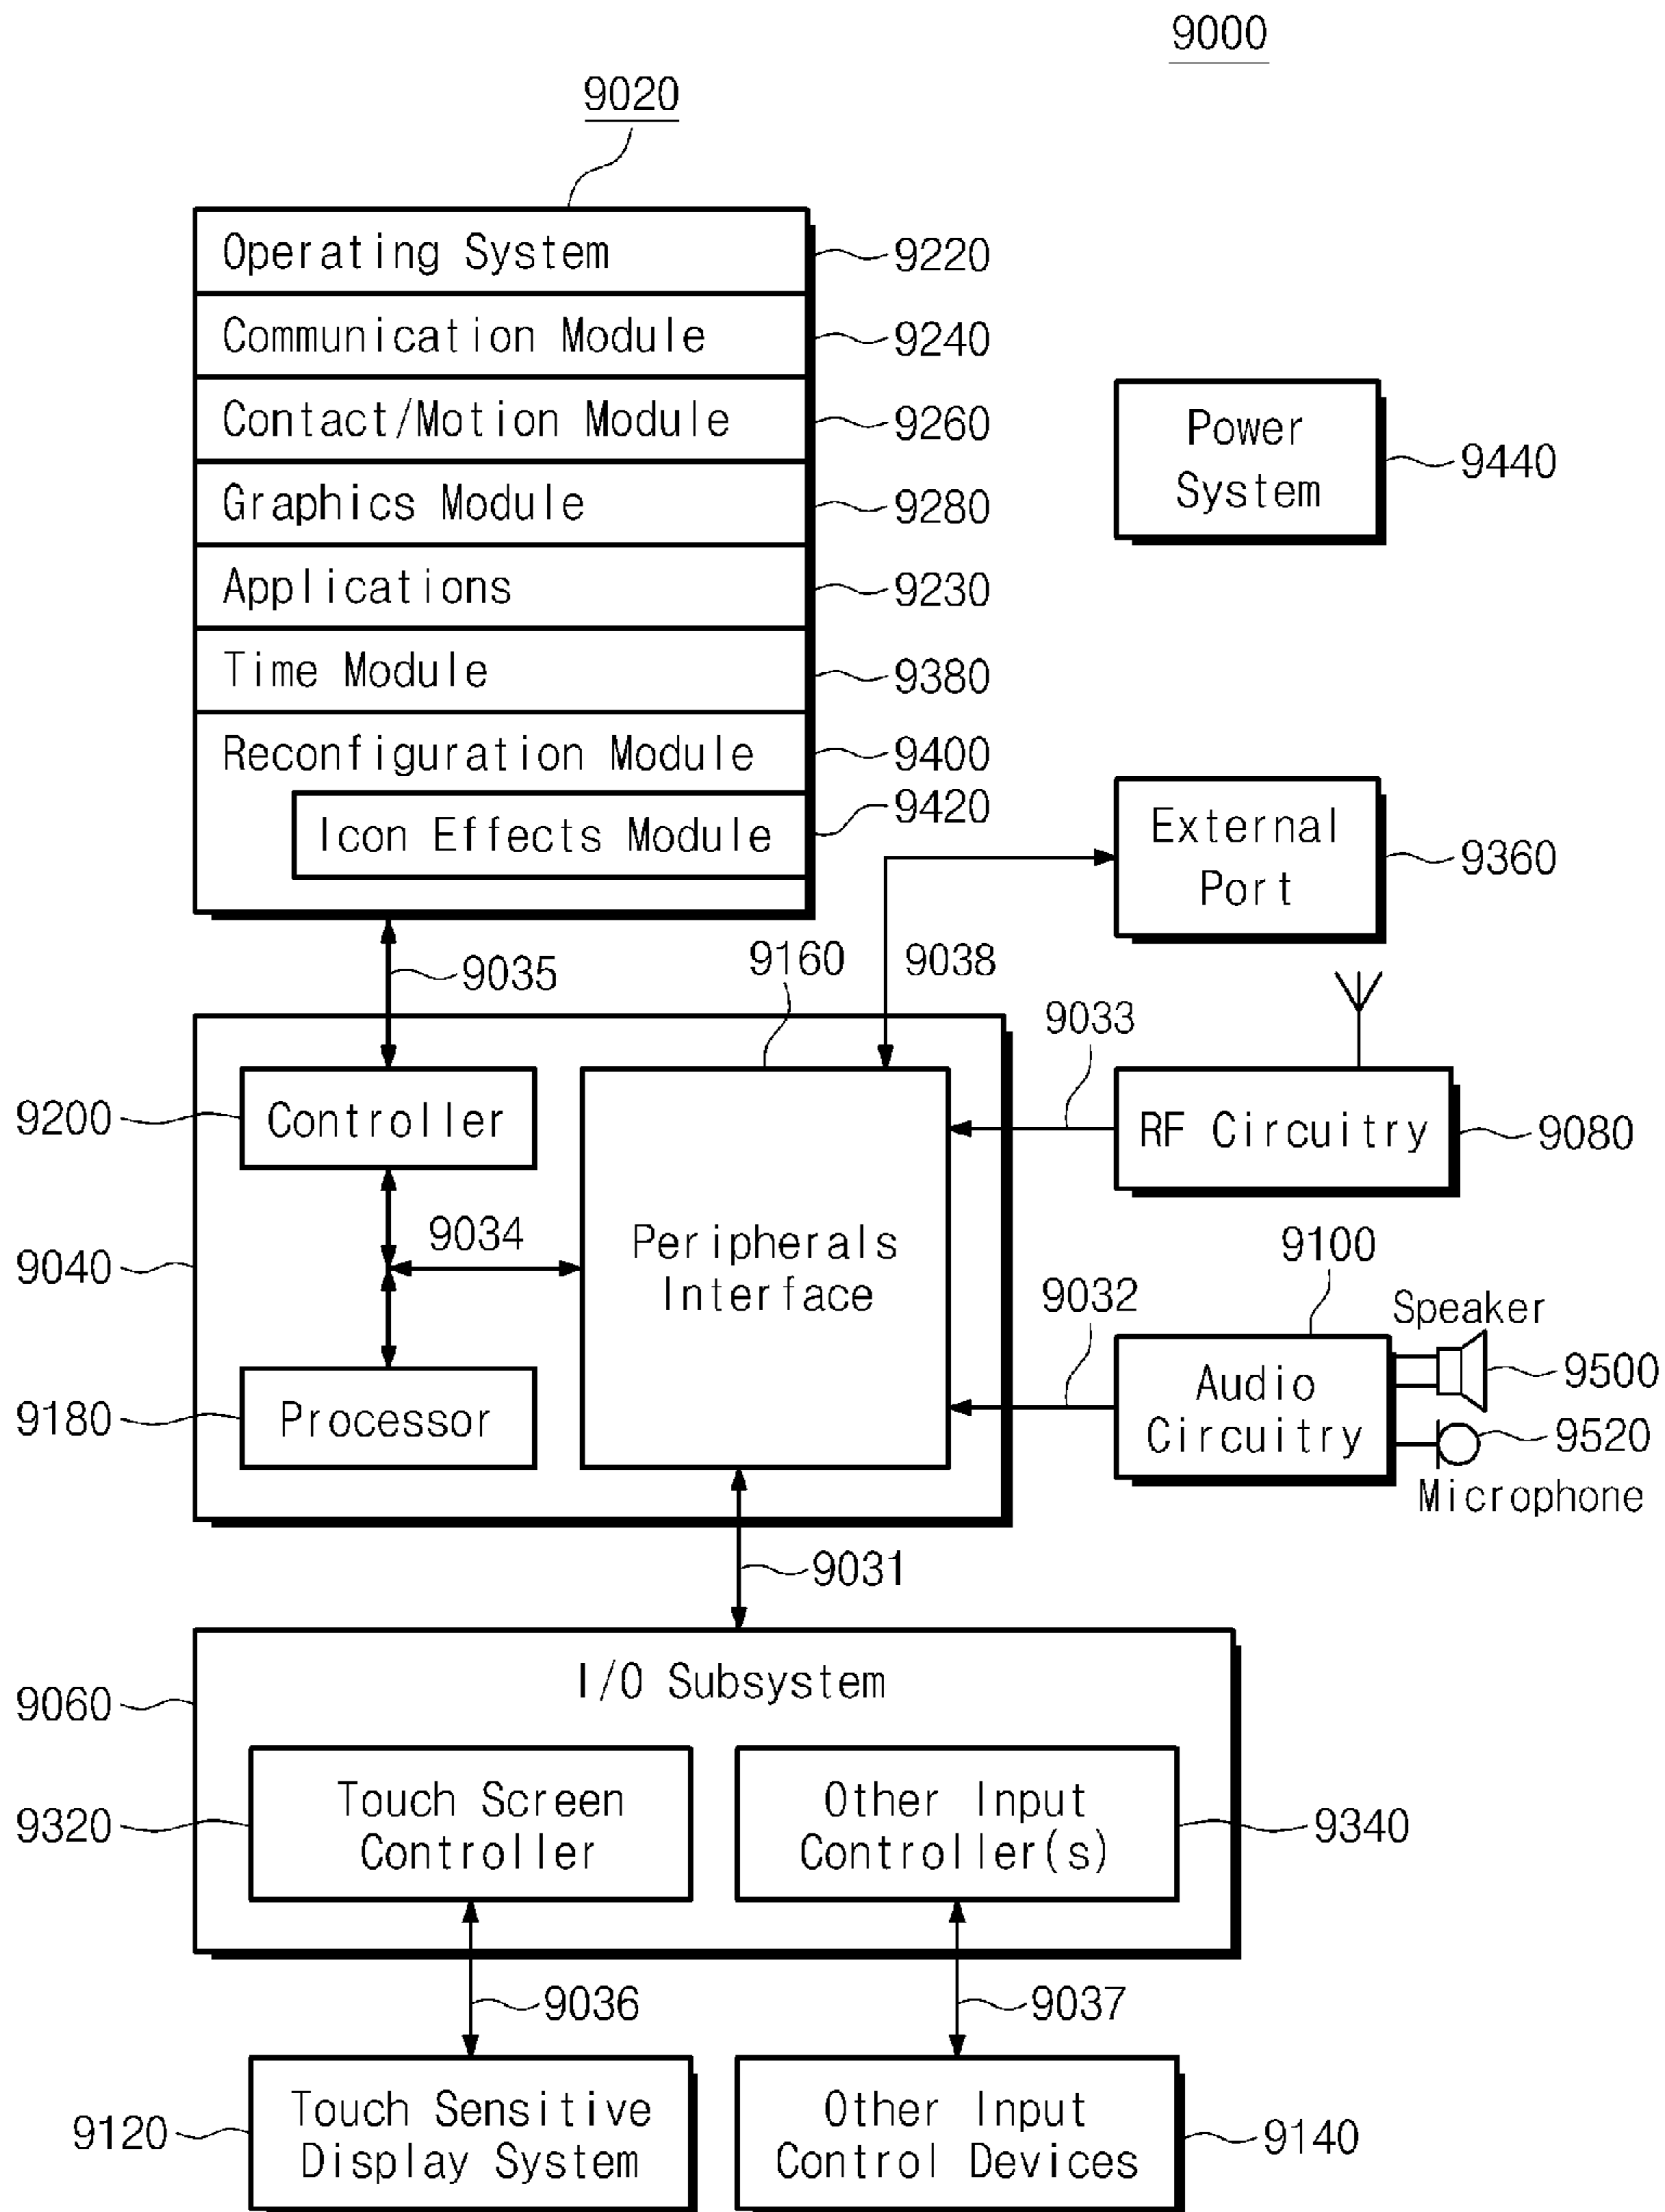 9000
9020
Operating System
9220
Communication Module
9240
Contact/Motion Module
9260
Graphics Module
9280
Applications
9230
Time Module
9380
Reconfiguration Module
9400
Icon Effects Module
9420
Power
System
9440
External
Port
9360
9035
9160
9038
9033
9200
Controller
RF Circuitry
9080
9034
9040
Peripherals
Interface
9032
9100
Speaker
9500
Audio
Circuitry
9520
Microphone
9180
Processor
9031
I/O Subsystem
9060
Touch Screen
Controller
9320
Other Input
Controller(s)
9340
9036
9037
Touch Sensitive
Display System
9120
Other Input
Control Devices
9140